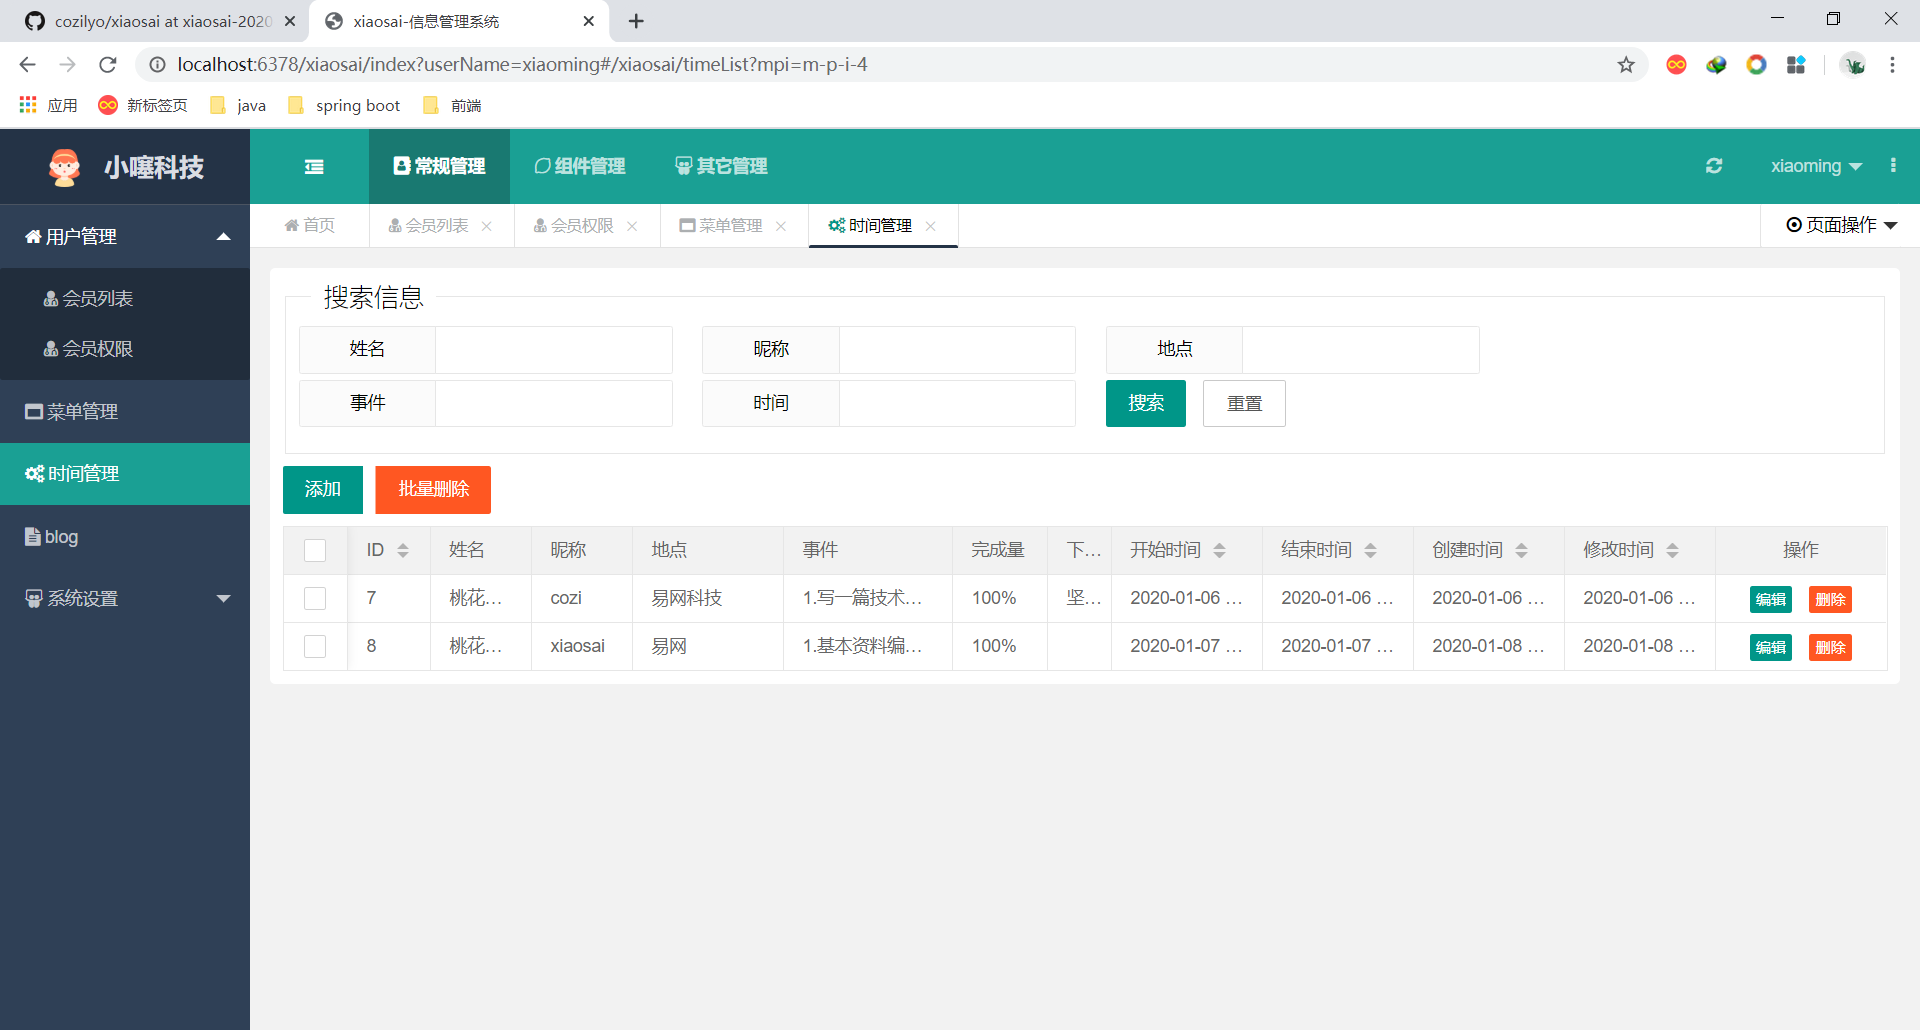 cozilyo/xiaosai at xiaosai-2020
xiaosai-信息管理系统
localhost:6378/xiaosai/index?userName=xiaoming#/xiaosai/timeList?mpi=m-p-i-4
应用 新标签页 java spring boot 前端
小噻科技
常规管理 组件管理 其它管理 xiaoming
首页 会员列表 会员权限 菜单管理 时间管理 页面操作
用户管理
会员列表
会员权限
菜单管理
时间管理
blog
系统设置
搜索信息
姓名 昵称 地点
事件 时间 搜索 重置
添加 批量删除
ID 姓名 昵称 地点 事件 完成量 下… 开始时间 结束时间 创建时间 修改时间 操作
7 桃花… cozi 易网科技 1.写一篇技术… 100% 坚… 2020-01-06 … 2020-01-06 … 2020-01-06 … 2020-01-06 … 编辑 删除
8 桃花… xiaosai 易网 1.基本资料编… 100% 2020-01-07 … 2020-01-07 … 2020-01-08 … 2020-01-08 … 编辑 删除